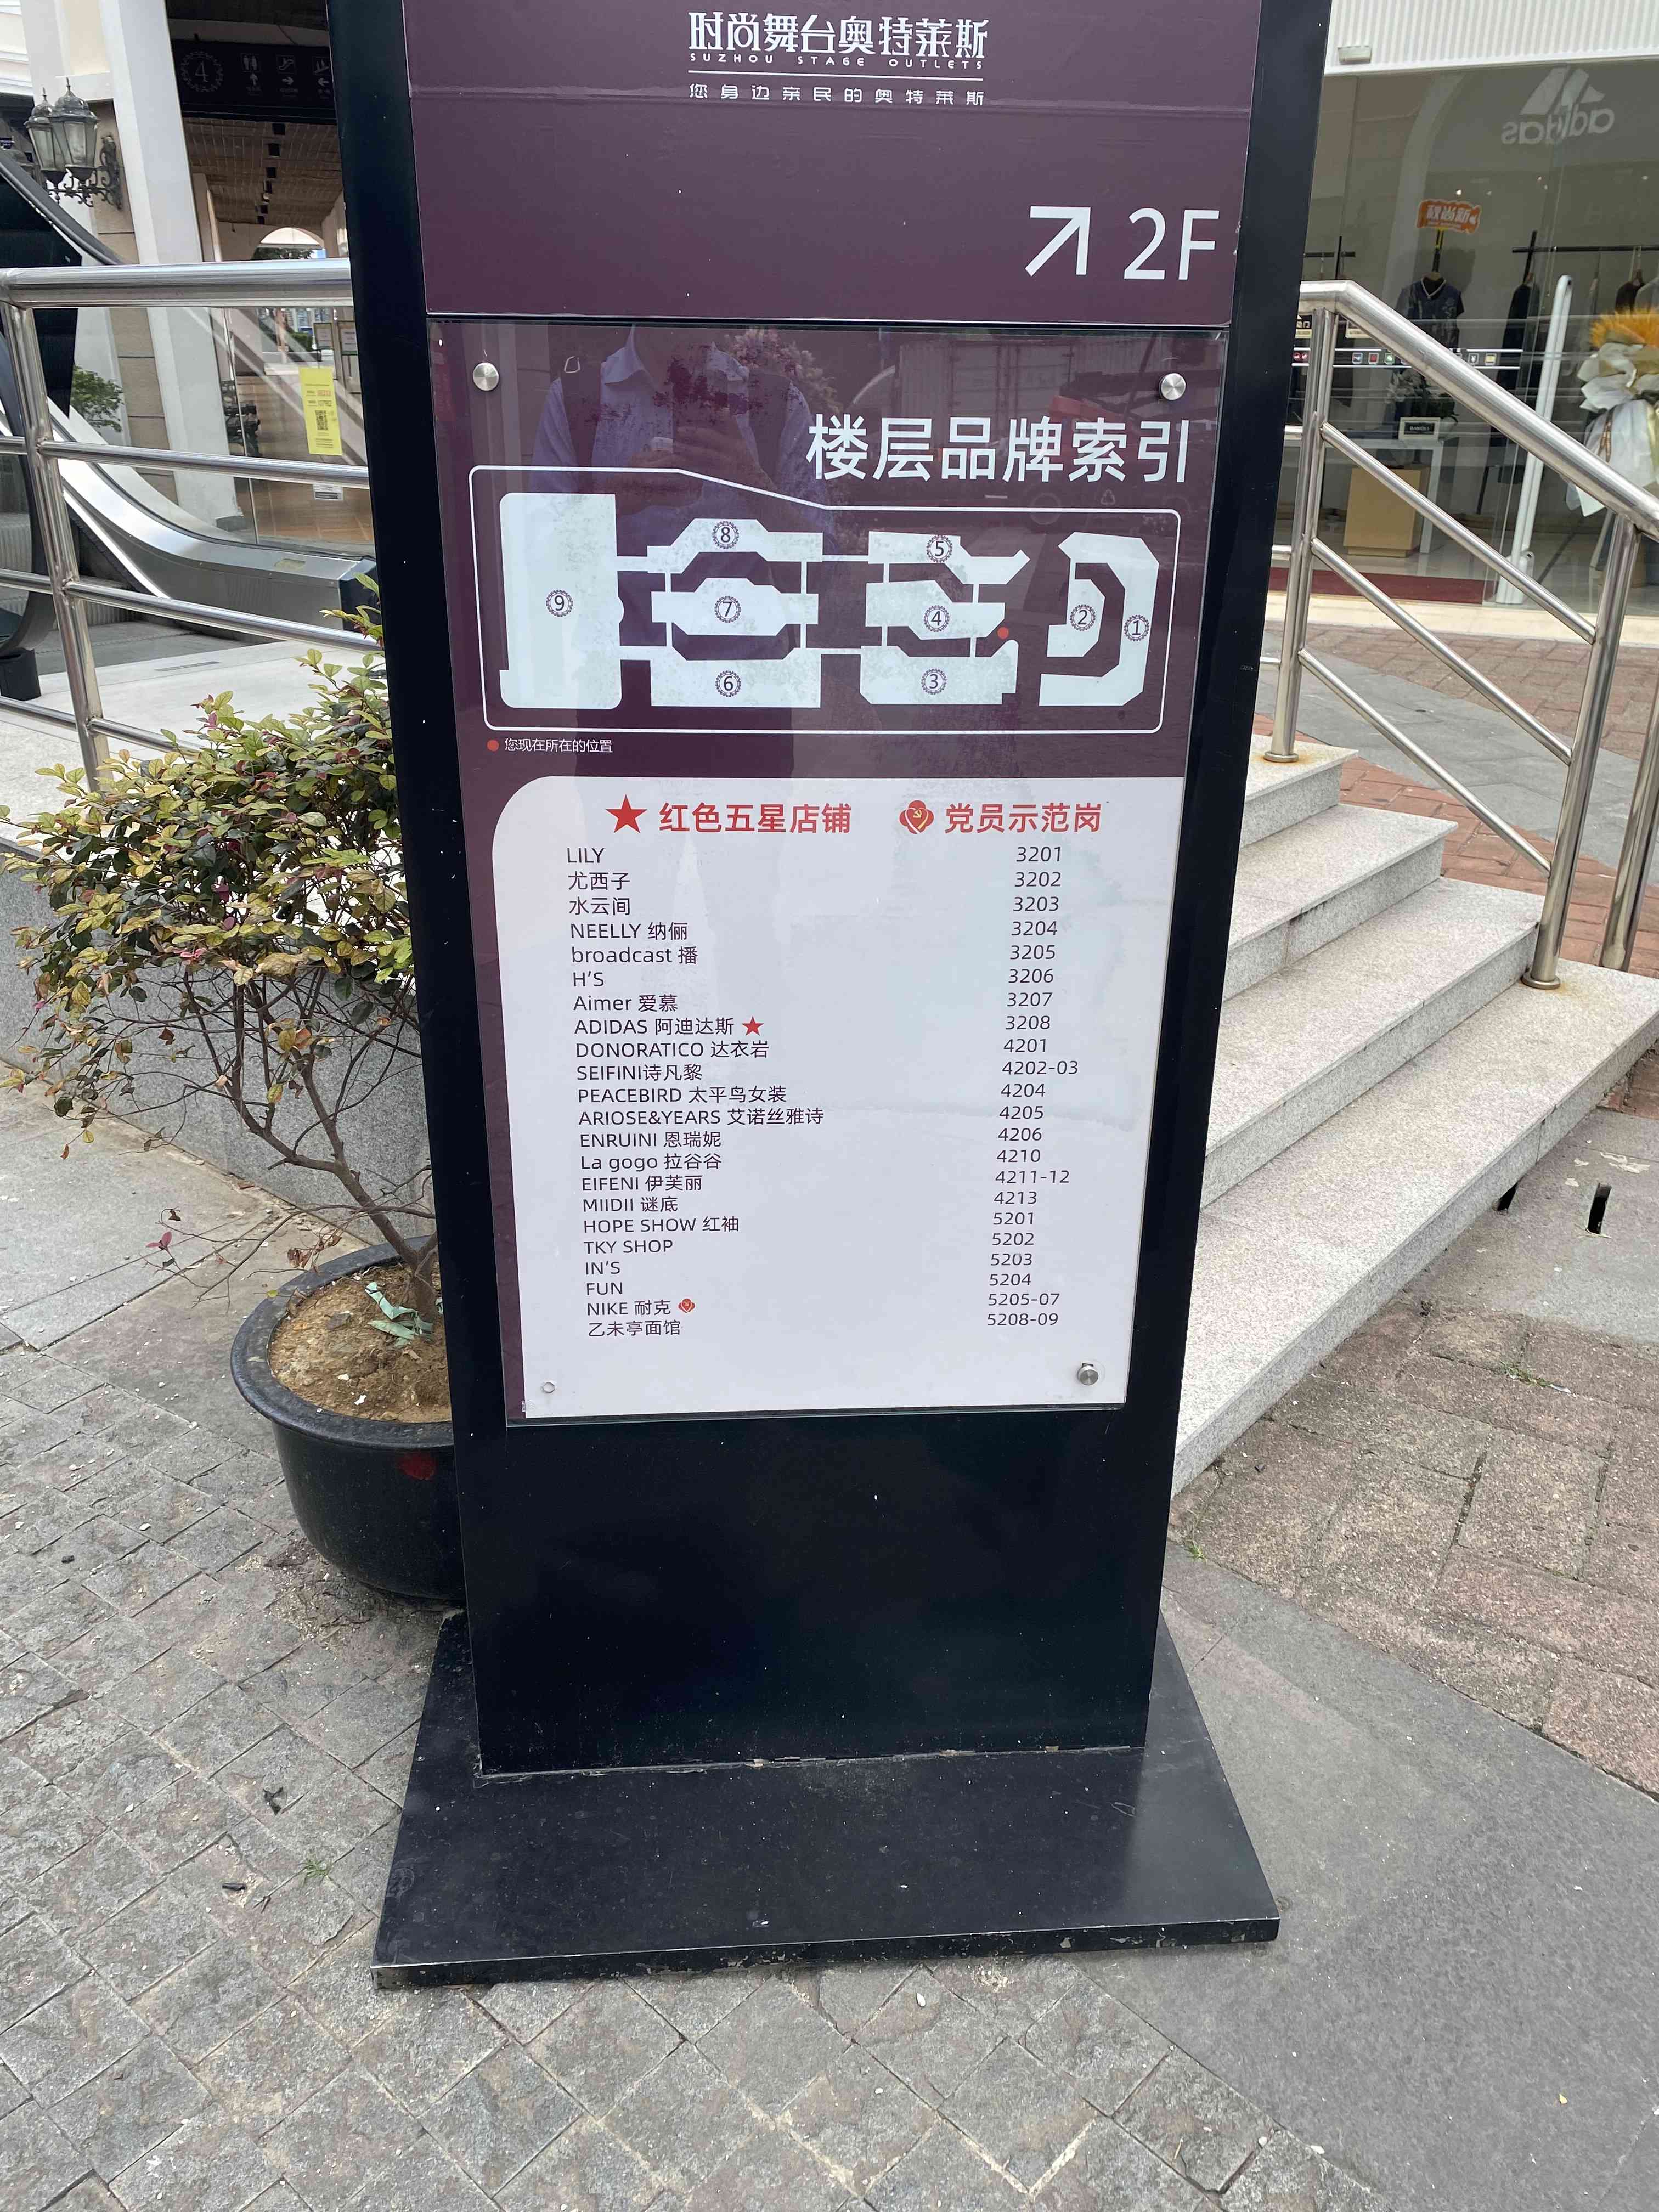 时尚舞台奥特莱斯
SUZHOU STAGE OUTLETS
您身边亲民的奥特莱斯
2F
4
adidas
楼层品牌索引
8
5
9
7
4
2
1
6
3
您现在所在的位置
红色五星店铺 党员示范岗
LILY 3201
尤西子 3202
水云间 3203
NEELLY 纳俪 3204
broadcast 播 3205
H'S 3206
Aimer 爱慕 3207
ADIDAS 阿迪达斯 3208
DONORATICO 达衣岩 4201
SEIFINI诗凡黎 4202-03
PEACEBIRD 太平鸟女装 4204
ARIOSE&YEARS 艾诺丝雅诗 4205
ENRUINI 恩瑞妮 4206
La gogo 拉谷谷 4210
EIFENI 伊芙丽 4211-12
MIIDII 谜底 4213
HOPE SHOW 红袖 5201
TKY SHOP 5202
IN'S 5203
FUN 5204
NIKE 耐克 5205-07
乙未亭面馆 5208-09